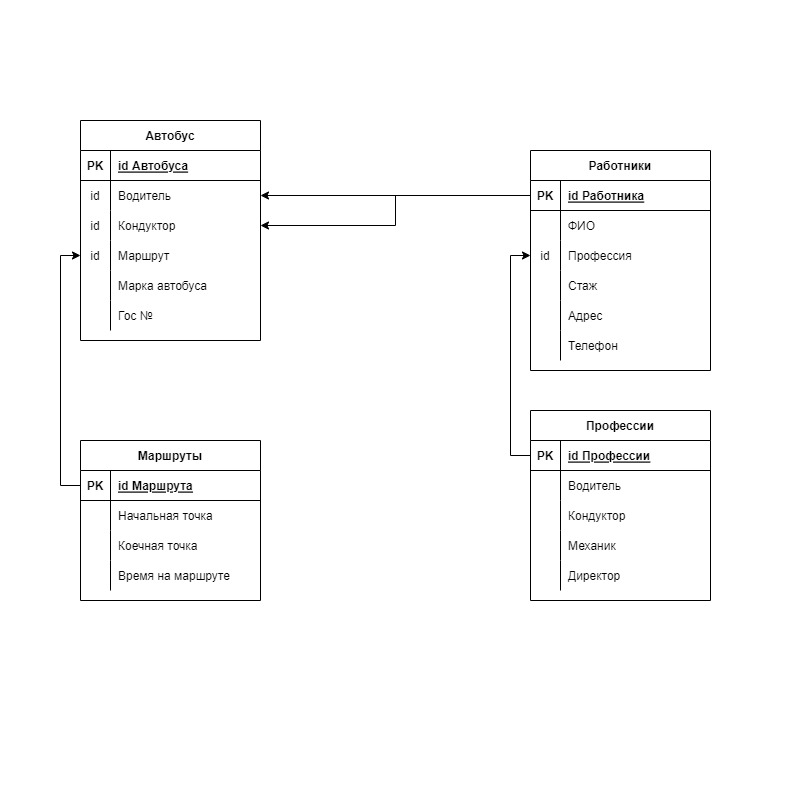 Автобус
PK id Автобуса
id Водитель
id Кондуктор
id Маршрут
Марка автобуса
Гос №
Работники
PK id Работника
ФИО
id Профессия
Стаж
Адрес
Телефон
Маршруты
PK id Маршрута
Начальная точка
Коечная точка
Время на маршруте
Профессии
PK id Профессии
Водитель
Кондуктор
Механик
Директор